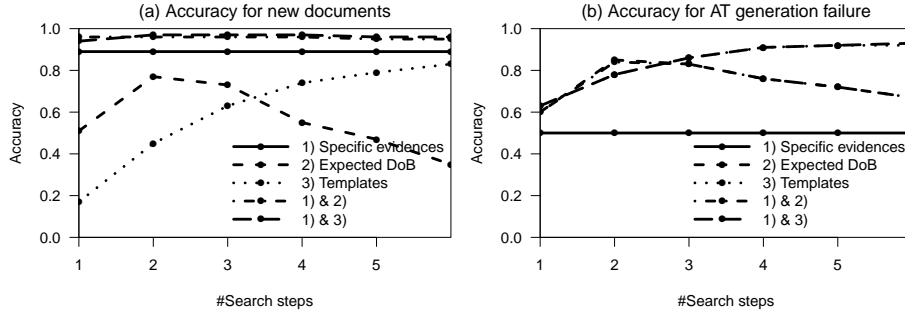 (a) Accuracy for new documents
1.0
0.8
0.6
0.4
0.2
0.0
Accuracy
1) Specific evidences
2) Expected DoB
3) Templates
1) & 2)
1) & 3)
1 2 3 4 5
#Search steps
(b) Accuracy for AT generation failure
1.0
0.8
0.6
0.4
0.2
0.0
Accuracy
1) Specific evidences
2) Expected DoB
3) Templates
1) & 2)
1) & 3)
1 2 3 4 5
#Search steps